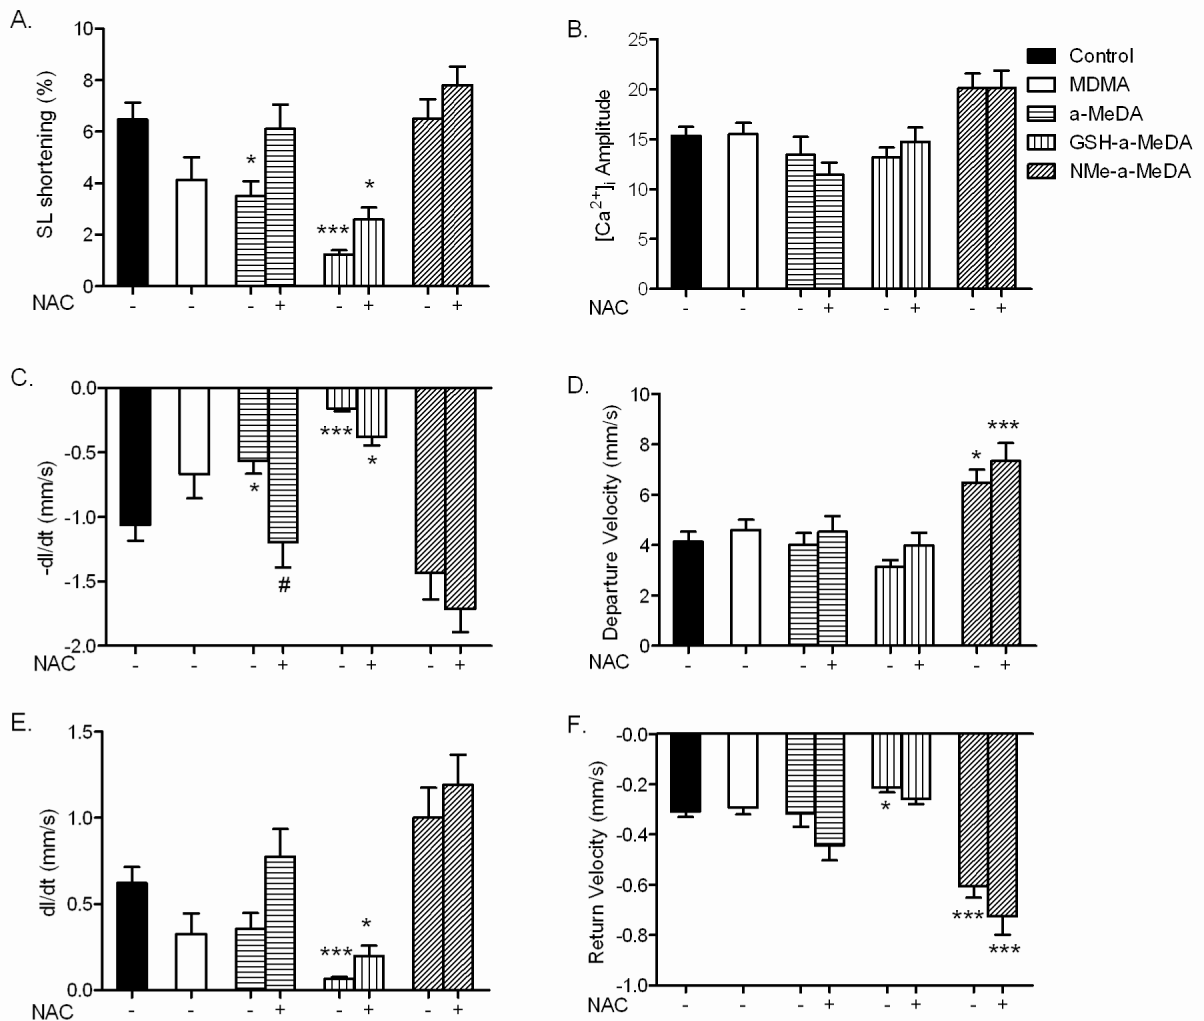 A.
SL shortening (%)
10
8
6
4
2
0
*
***
*
NAC - - - + - + - +
B.
[Ca2+]i Amplitude
25
20
15
10
5
0
NAC - - - + - + - +
Control
MDMA
a-MeDA
GSH-a-MeDA
NMe-a-MeDA
C.
-dl/dt (mm/s)
0.0
-0.5
-1.0
-1.5
-2.0
*
#
***
*
NAC - - - + - + - +
D.
Departure Velocity (mm/s)
10
8
6
4
2
0
*
***
NAC - - - + - + - +
E.
dl/dt (mm/s)
1.5
1.0
0.5
0.0
***
*
NAC - - - + - + - +
F.
Return Velocity (mm/s)
-0.0
-0.2
-0.4
-0.6
-0.8
-1.0
*
***
***
NAC - - - + - + - +